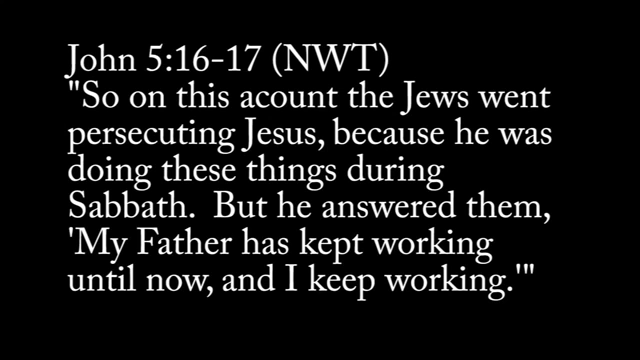 John 5:16-17 (NWT)
"So on this acount the Jews went
persecuting Jesus, because he was
doing these things during
Sabbath.  But he answered them,
'My Father has kept working
until now, and I keep working.'"